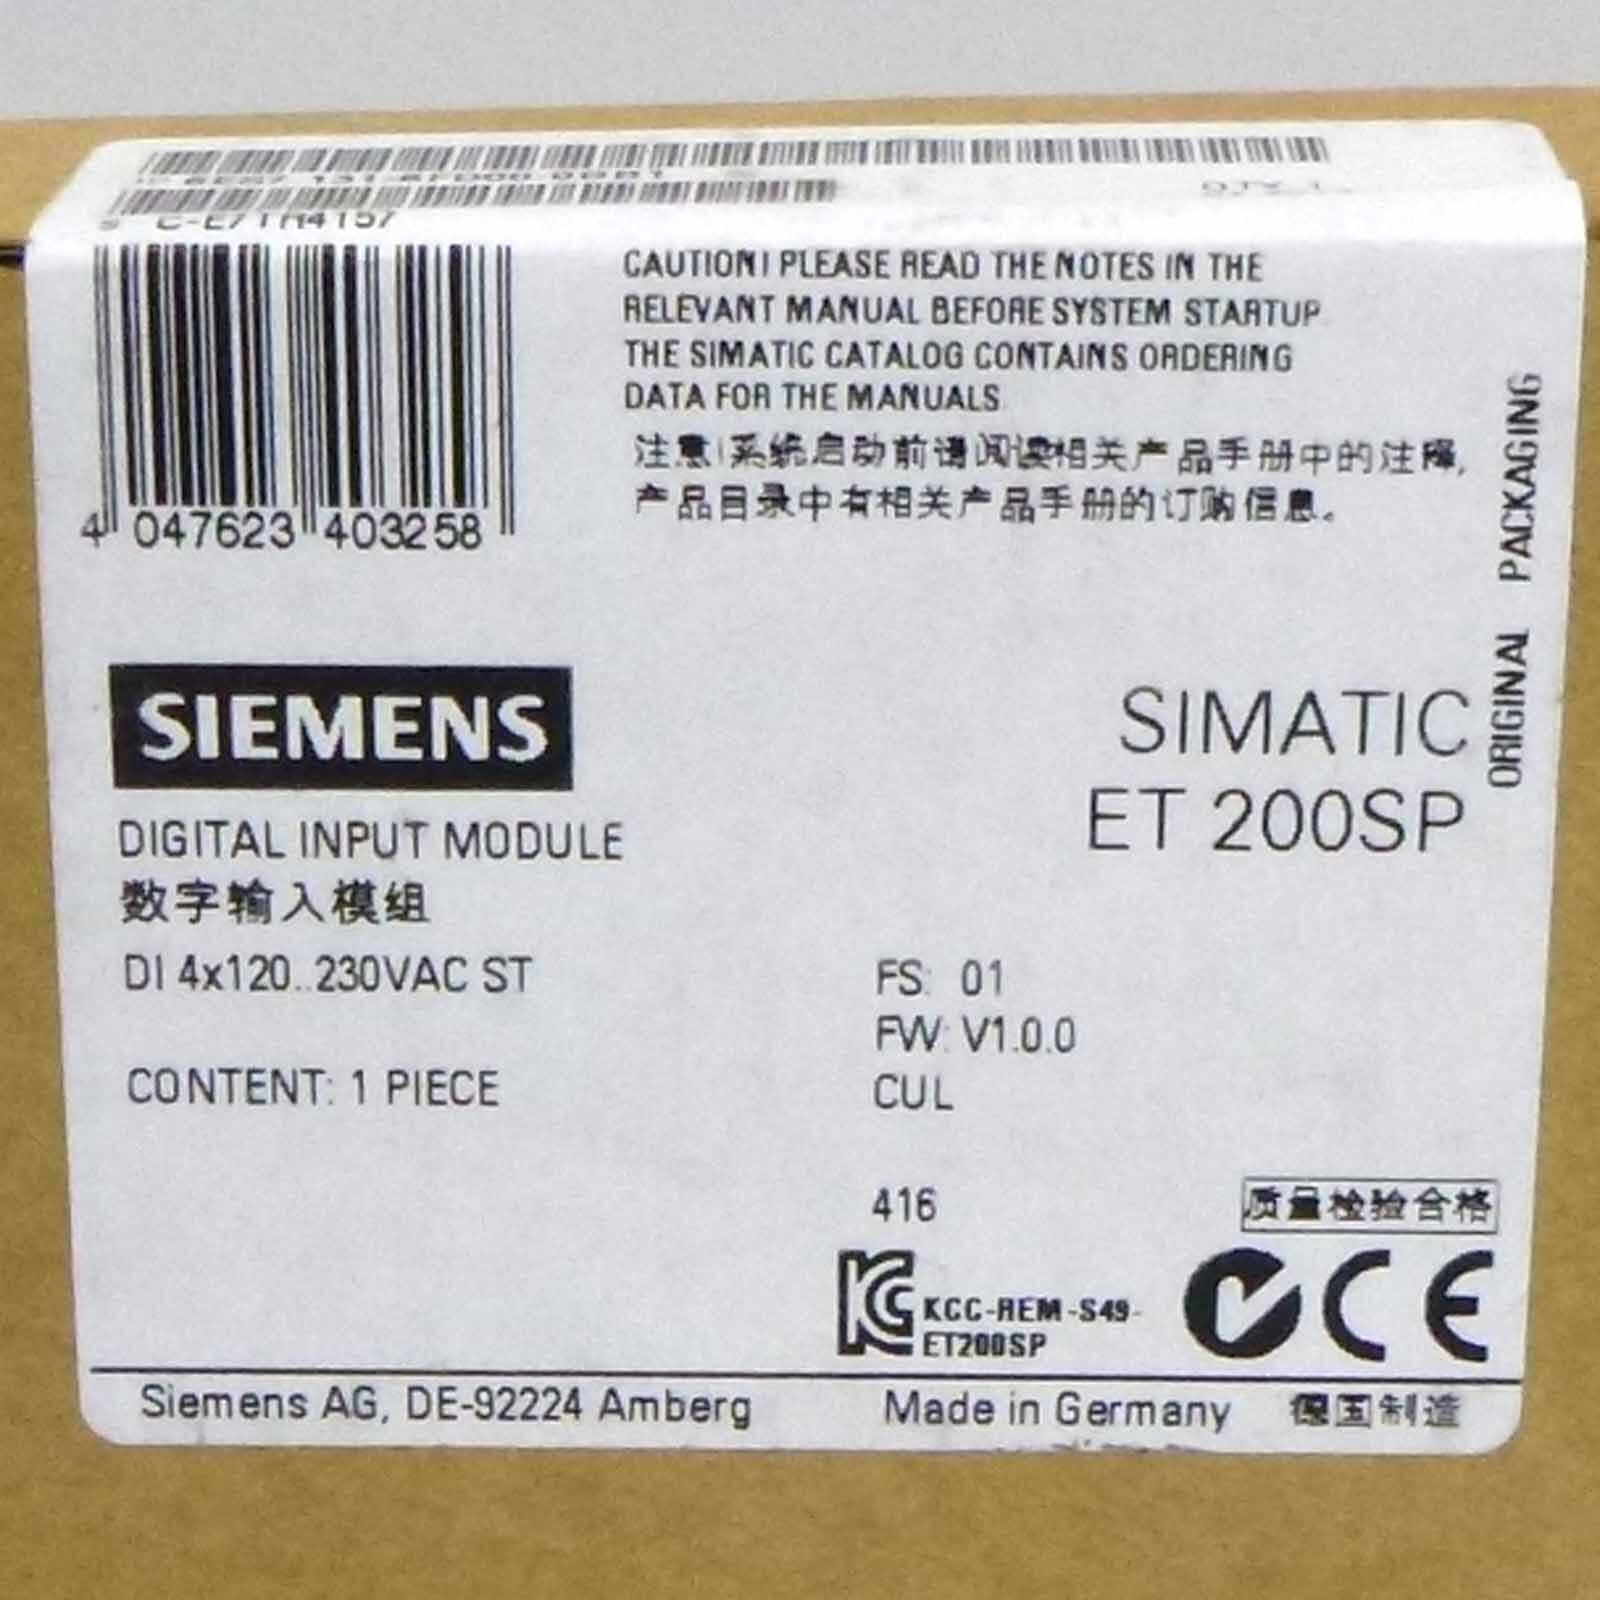 CAUTION! PLEASE READ THE NOTES IN THE
RELEVANT MANUAL BEFORE SYSTEM STARTUP
THE SIMATIC CATALOG CONTAINS ORDERING
DATA FOR THE MANUALS
注意!系统启动前请阅读相关产品手册中的注释,
产品目录中有相关产品手册的订购信息。
4 047623 403258
ORIGINAL PACKAGING
SIEMENS
SIMATIC
ET 200SP
DIGITAL INPUT MODULE
数字输入模组
DI 4x120..230VAC ST
FS: 01
FW: V1.0.0
CONTENT: 1 PIECE
CUL
416
质量检验合格
KCC-REM-S49-
ET200SP
CE
Siemens AG, DE-92224 Amberg
Made in Germany 德国制造